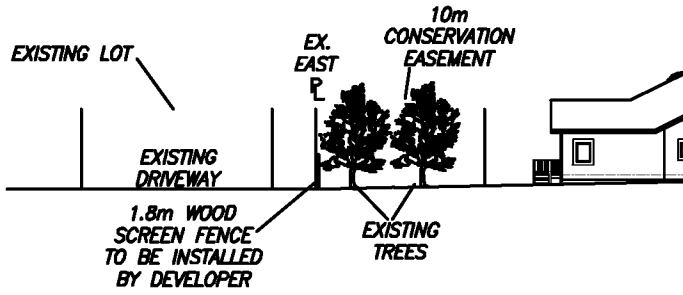 EXISTING LOT
EX.
EAST
PL
10m
CONSERVATION
EASEMENT
EXISTING
DRIVEWAY
1.8m WOOD
SCREEN FENCE
TO BE INSTALLED
BY DEVELOPER
EXISTING
TREES